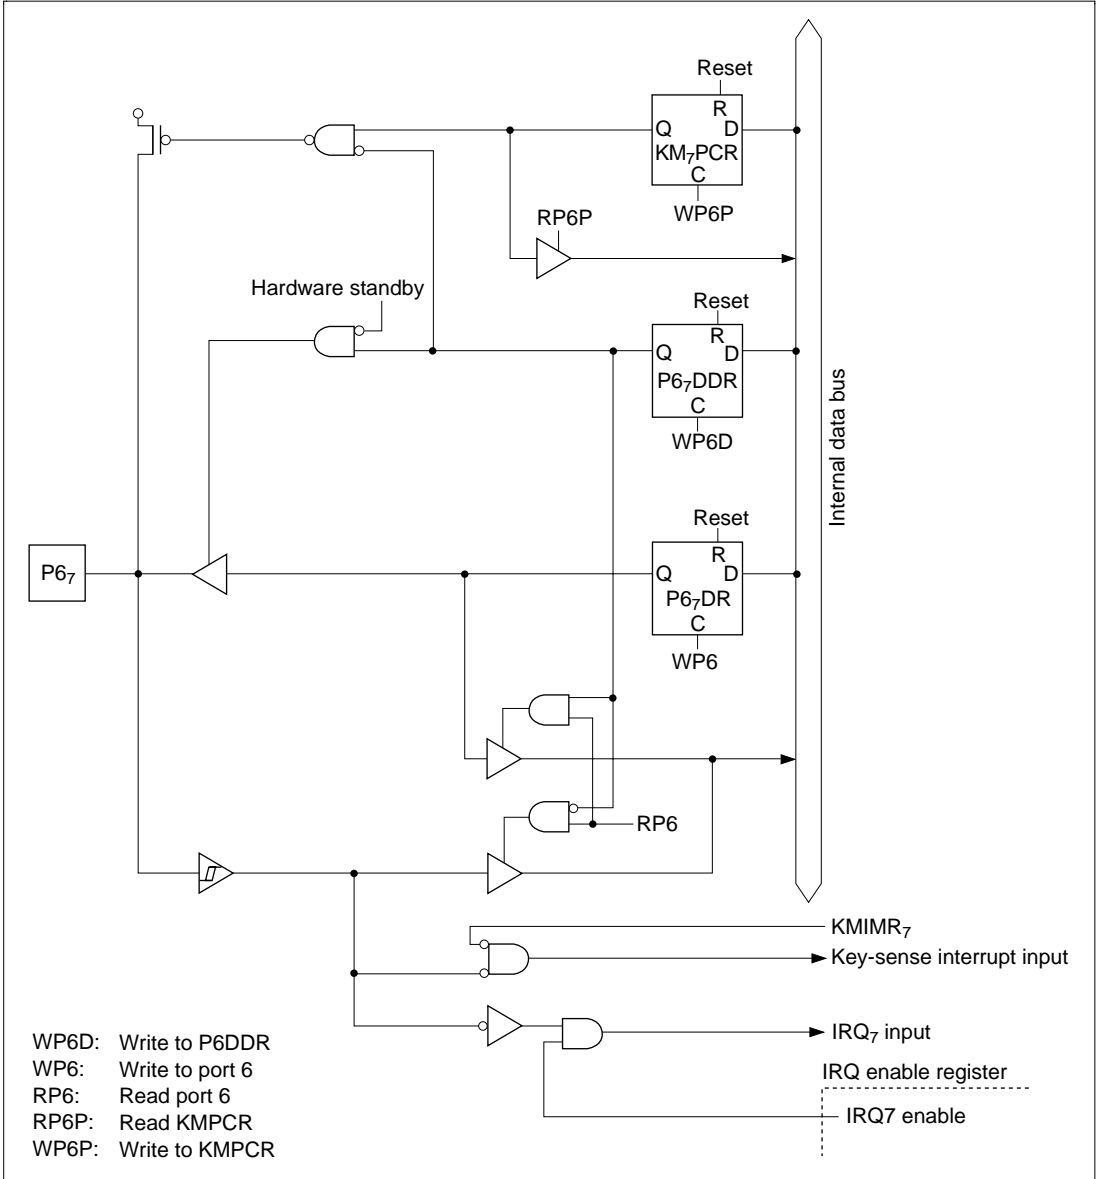 Reset
R
Q D
KM₇PCR
C
WP6P
RP6P
Hardware standby
Reset
R
Q D
P6₇DDR
C
WP6D
Internal data bus
Reset
R
Q D
P6₇DR
C
WP6
P6₇
RP6
KMIMR₇
Key-sense interrupt input
IRQ₇ input
IRQ enable register
IRQ7 enable
WP6D: Write to P6DDR
WP6: Write to port 6
RP6: Read port 6
RP6P: Read KMPCR
WP6P: Write to KMPCR